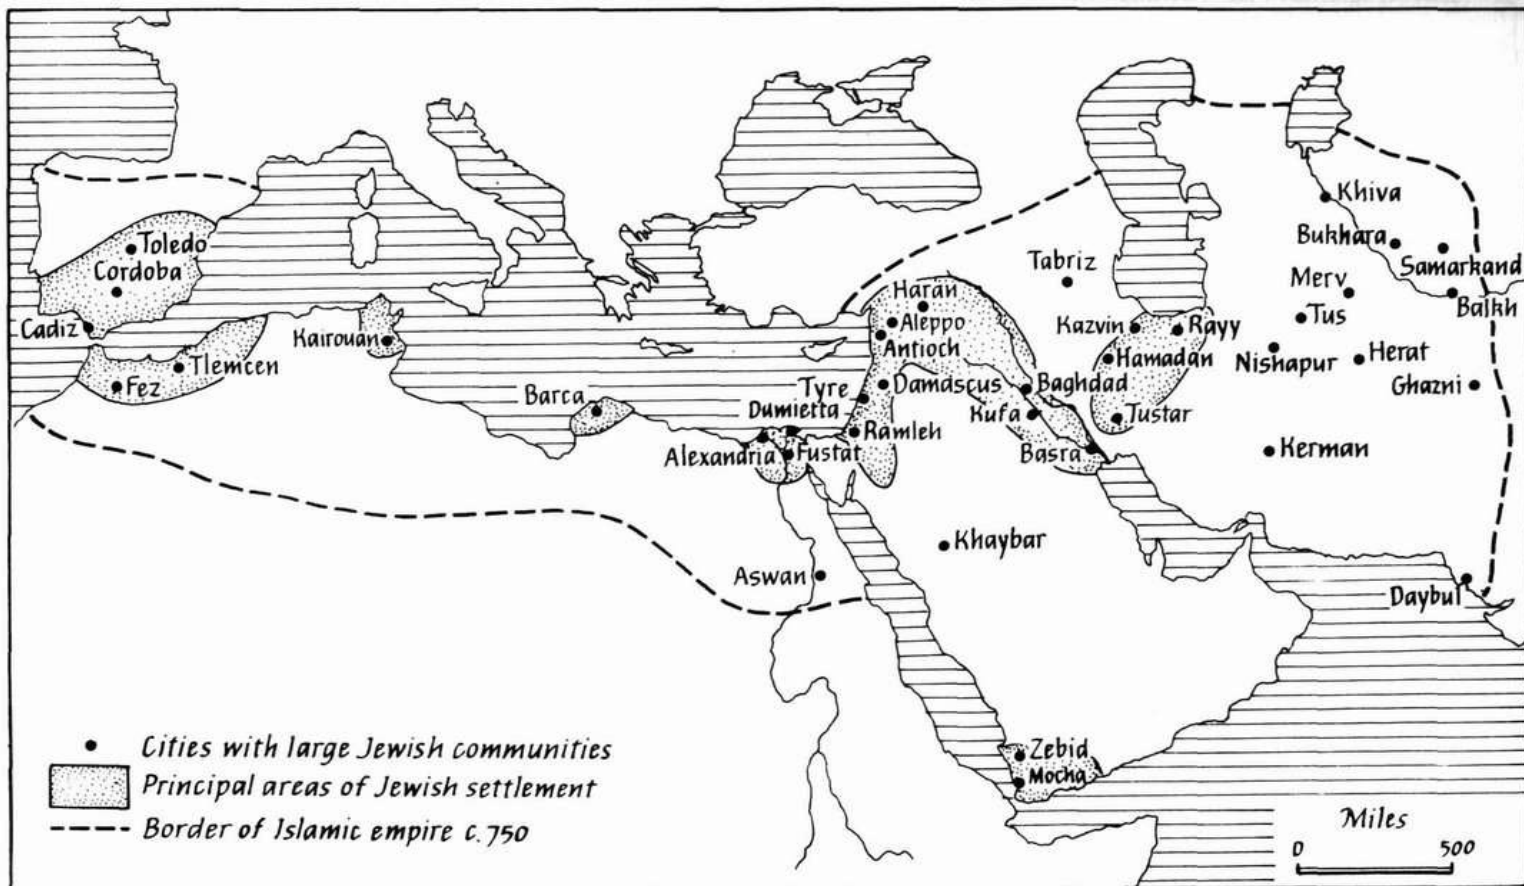 Khiva
Bukhara
Samarkand
Merv
Balkh
Tus
Nishapur
Herat
Ghazni
Kerman
Daybul
Tabriz
Kazvin
Rayy
Hamadan
Tustar
Haran
Aleppo
Antioch
Damascus
Baghdad
Tyre
Dumietta
Kufa
Ramleh
Basra
Alexandria
Fustat
Toledo
Cordoba
Cadiz
Tlemcen
Fez
Kairouan
Barca
Khaybar
Aswan
Zebid
Mocha
Cities with large Jewish communities
Principal areas of Jewish settlement
Border of Islamic empire c.750
Miles
0 500